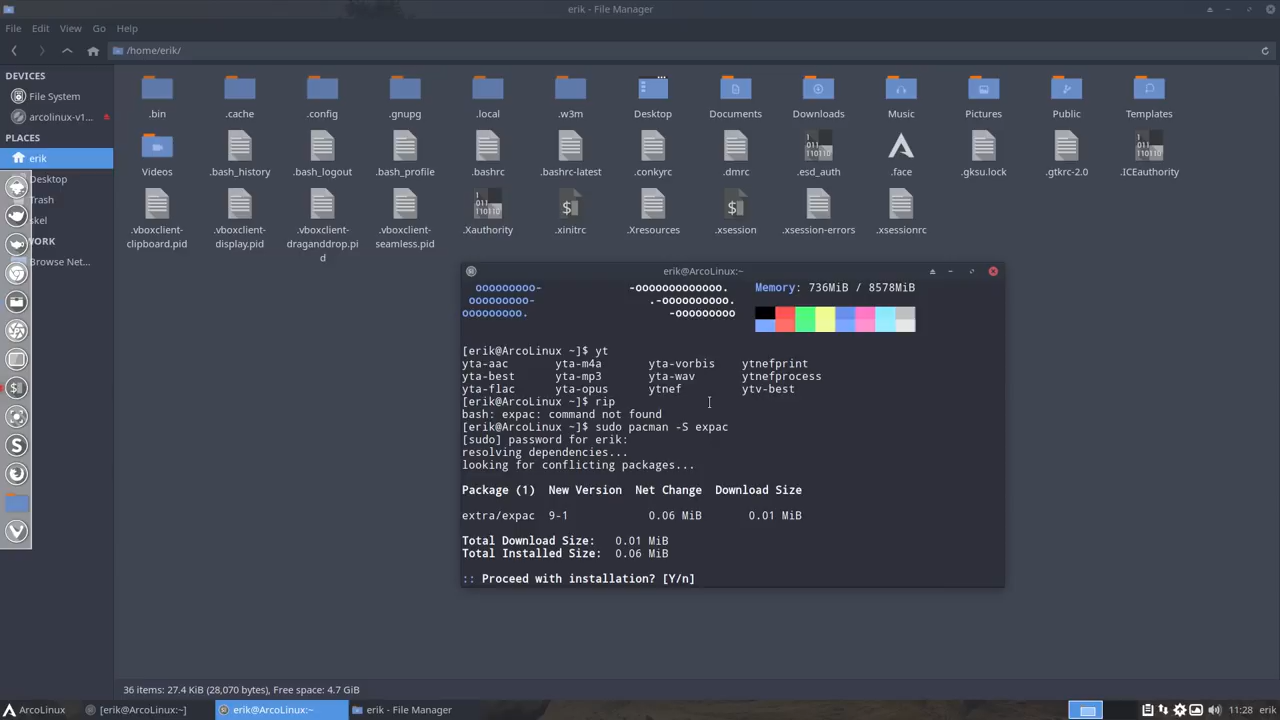 erik - File Manager
File Edit View Go Help
/home/erik/
DEVICES
File System
arcolinux-v1...
PLACES
erik
Desktop
Trash
skel
WORK
Browse Net...
.bin .cache .config .gnupg .local .w3m Desktop Documents Downloads Music Pictures Public Templates
Videos .bash_history .bash_logout .bash_profile .bashrc .bashrc-latest .conkyrc .dmrc .esd_auth .face .gksu.lock .gtkrc-2.0 .ICEauthority
.vboxclient-clipboard.pid .vboxclient-display.pid .vboxclient-draganddrop.pid .vboxclient-seamless.pid .Xauthority .xinitrc .Xresources .xsession .xsession-errors .xsessionrc
erik@ArcoLinux:~
ooooooooo- -ooooooooooooo. Memory: 736MiB / 8578MiB
ooooooooo- .-oooooooooo.
ooooooooo. -ooooooooo
[erik@ArcoLinux ~]$ yt
yta-aac yta-m4a yta-vorbis ytnefprint
yta-best yta-mp3 yta-wav ytnefprocess
yta-flac yta-opus ytnef ytv-best
[erik@ArcoLinux ~]$ rip
bash: expac: command not found
[erik@ArcoLinux ~]$ sudo pacman -S expac
[sudo] password for erik:
resolving dependencies...
looking for conflicting packages...
Package (1) New Version Net Change Download Size
extra/expac 9-1 0.06 MiB 0.01 MiB
Total Download Size: 0.01 MiB
Total Installed Size: 0.06 MiB
:: Proceed with installation? [Y/n]
36 items: 27.4 KiB (28,070 bytes), Free space: 4.7 GiB
ArcoLinux [erik@ArcoLinux:~] erik@ArcoLinux:~ erik - File Manager 11:28 erik